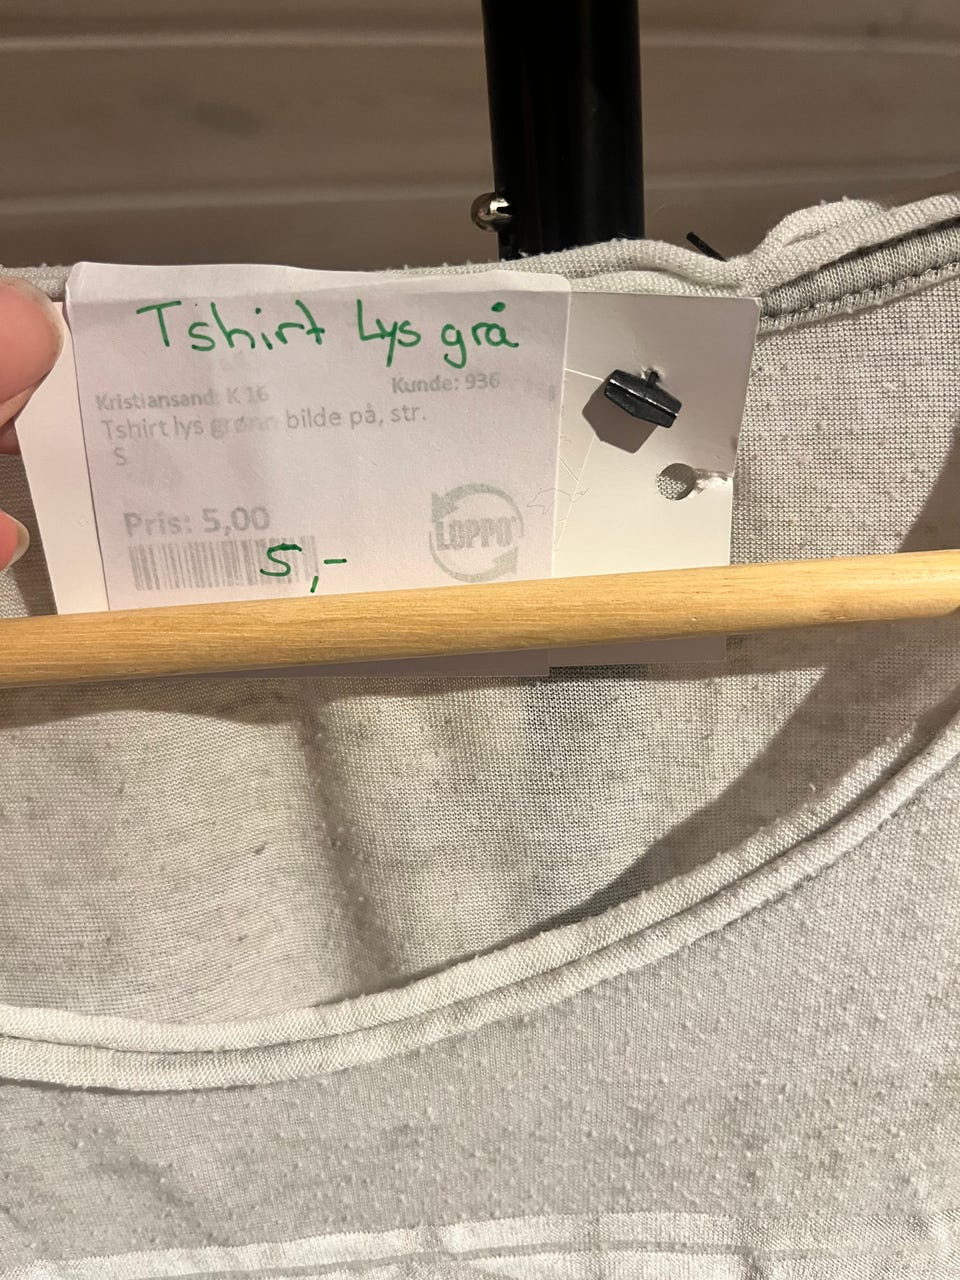 Tshirt Lys grå
Kristiansand: K 16 Kunde: 936
Tshirt lys grønn bilde på, str.
S
Pris: 5,00
LOPPO
5,-